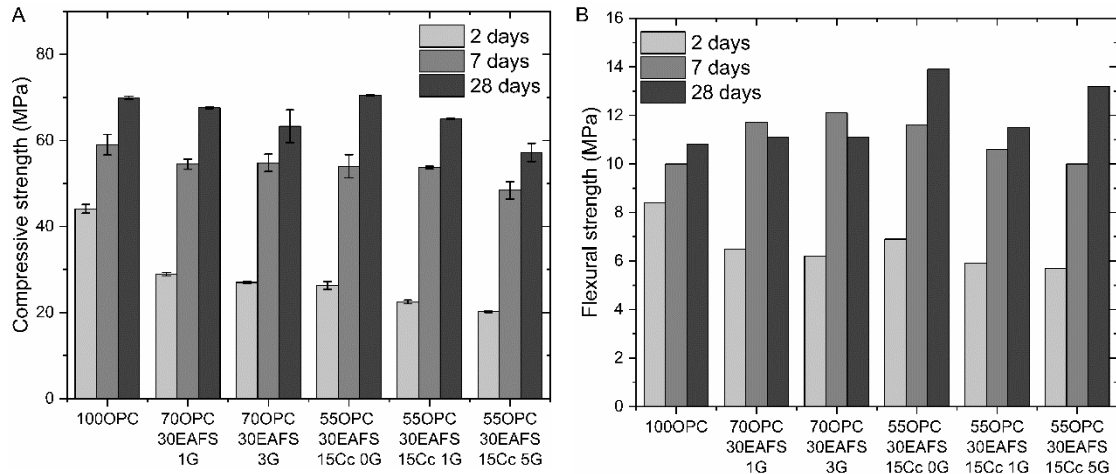 A
Compressive strength (MPa)
80
60
40
20
0
2 days
7 days
28 days
100OPC
70OPC
30EAFS
1G
70OPC
30EAFS
3G
55OPC
30EAFS
15Cc 0G
55OPC
30EAFS
15Cc 1G
55OPC
30EAFS
15Cc 5G
B
Flexural strength (MPa)
16
14
12
10
8
6
4
2
0
2 days
7 days
28 days
100OPC
70OPC
30EAFS
1G
70OPC
30EAFS
3G
55OPC
30EAFS
15Cc 0G
55OPC
30EAFS
15Cc 1G
55OPC
30EAFS
15Cc 5G